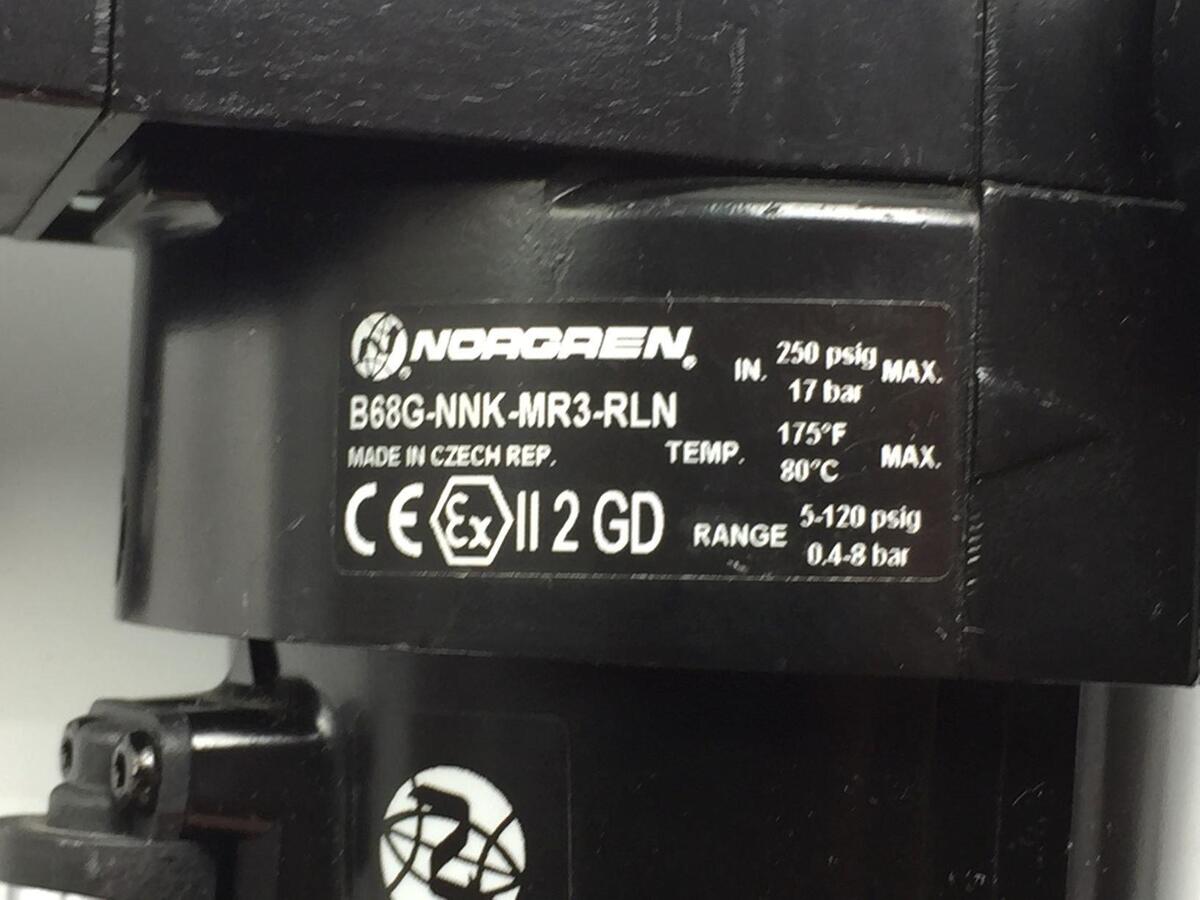 NORGREN®
B68G-NNK-MR3-RLN
MADE IN CZECH REP.
CE Ex II 2 GD
IN. 250 psig MAX.
17 bar
TEMP. 175°F MAX.
80°C
RANGE 5-120 psig
0.4-8 bar